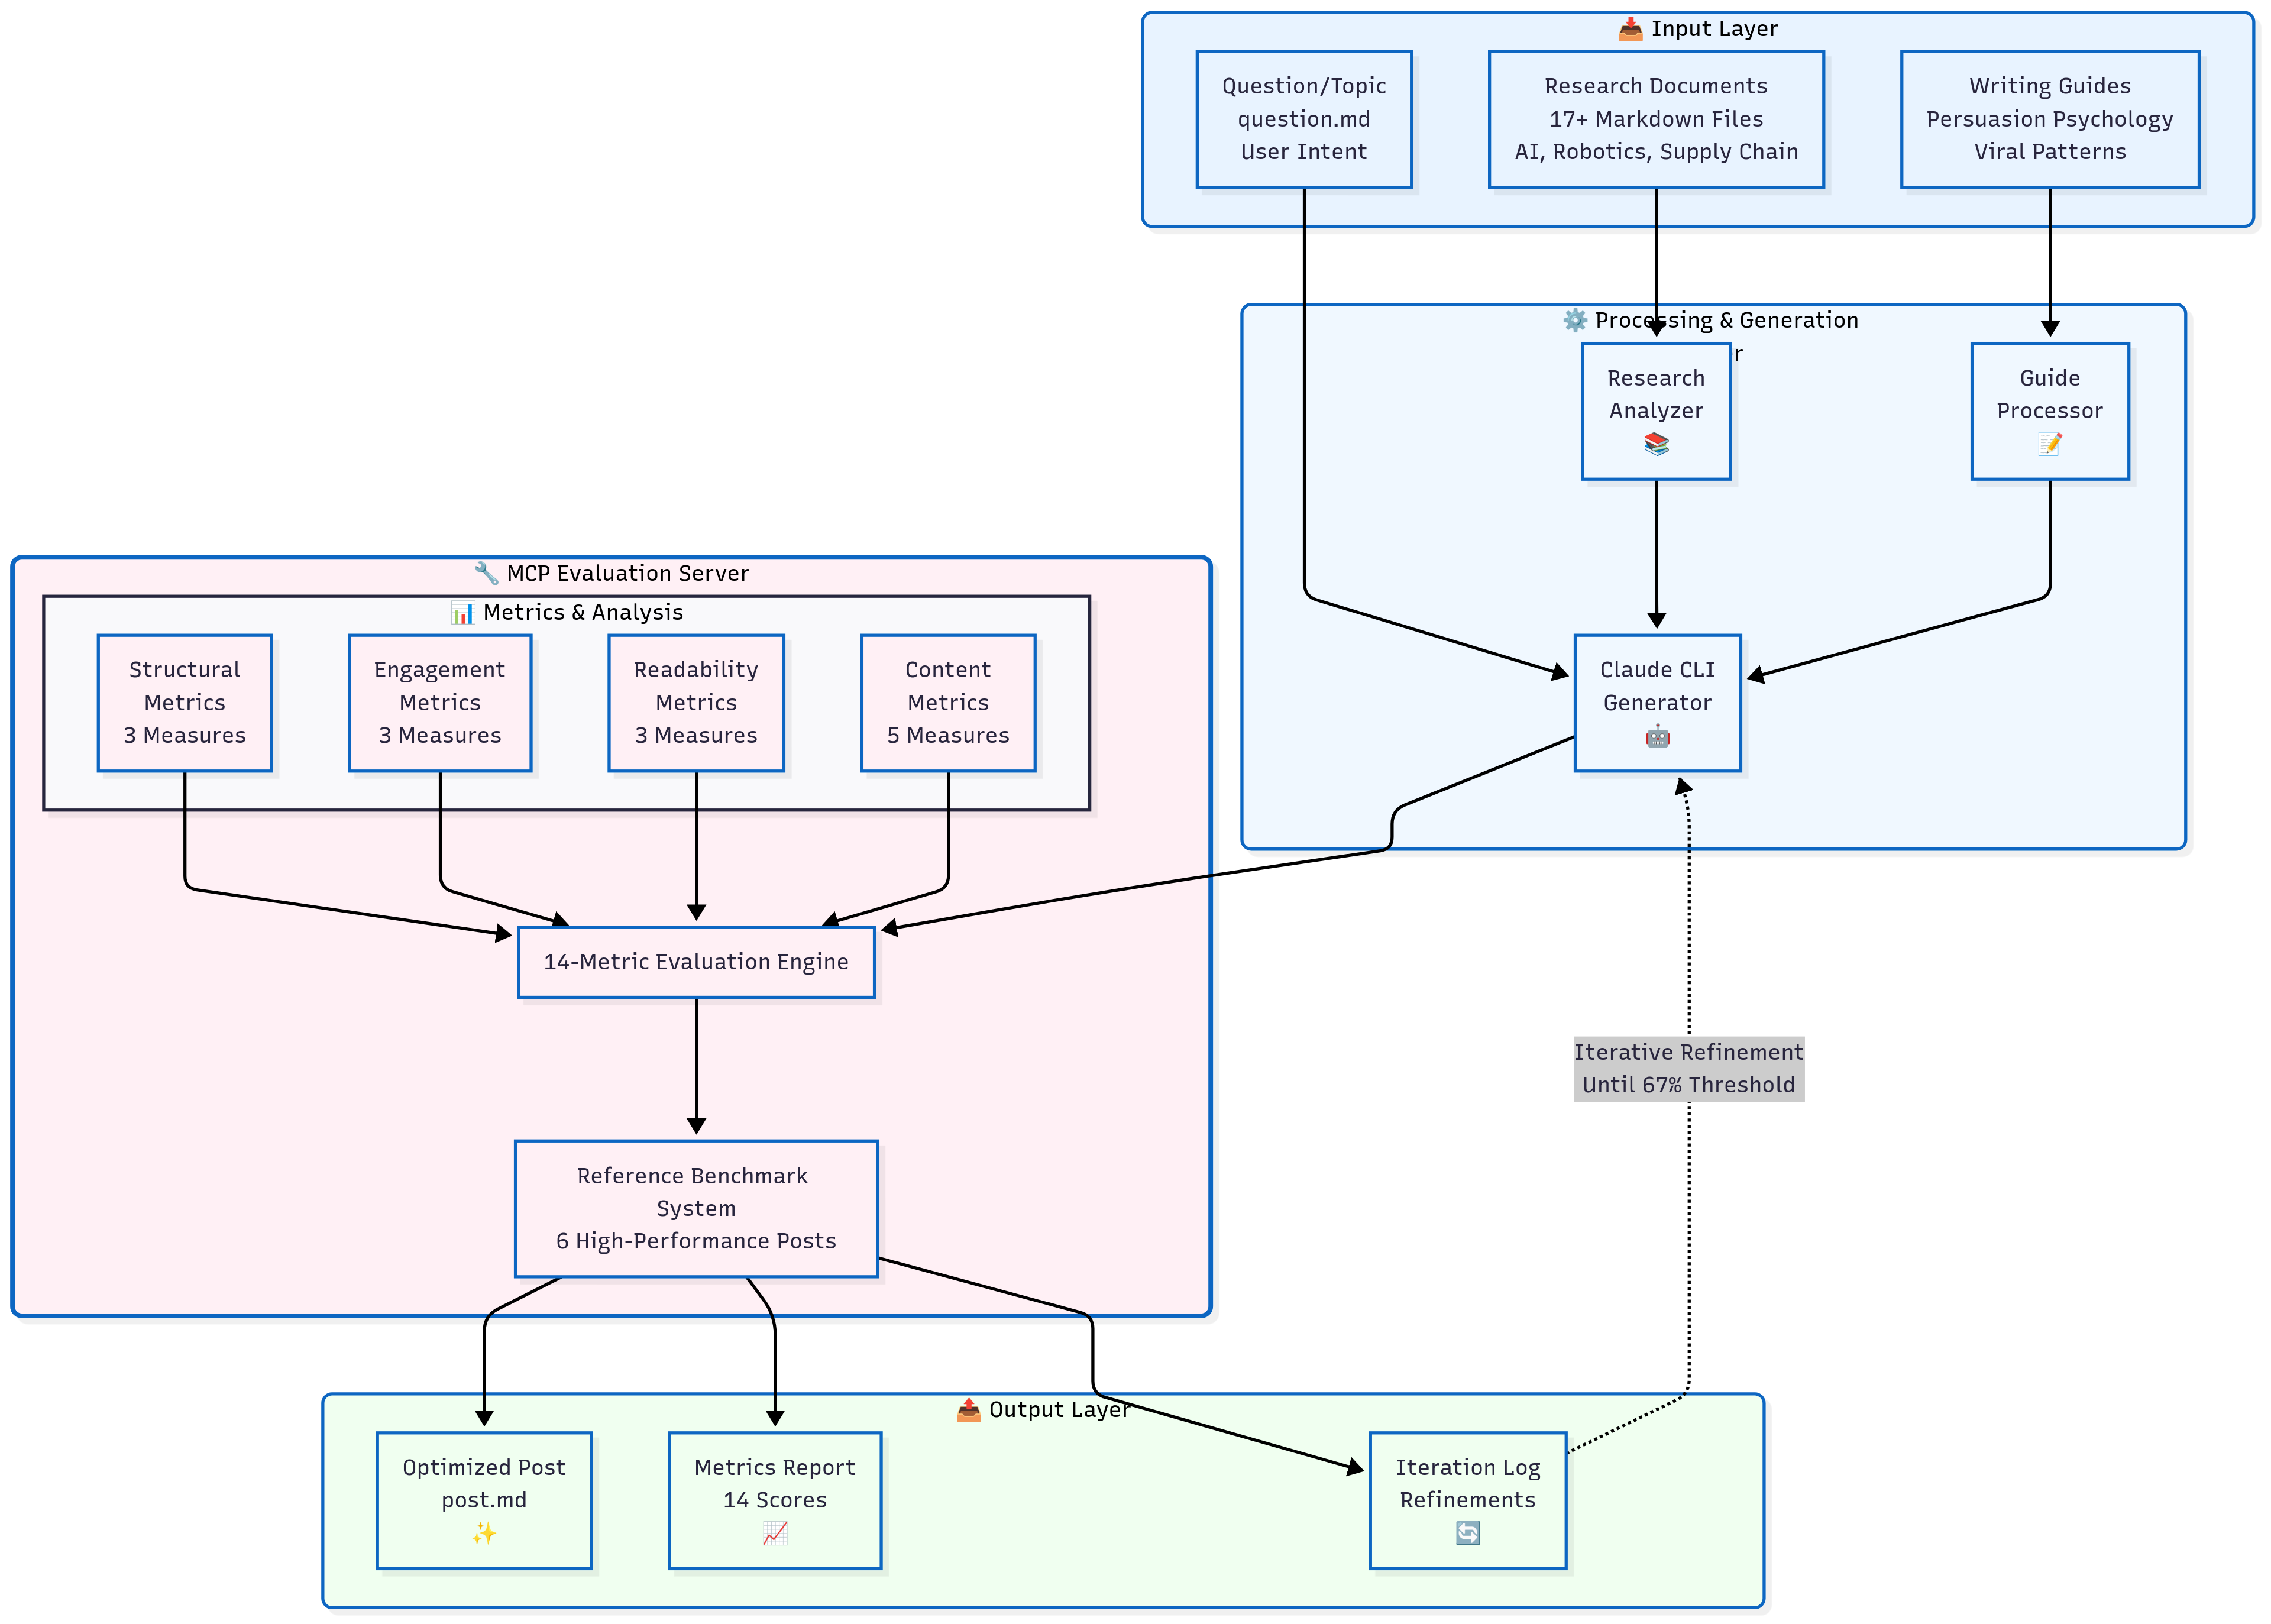 📥 Input Layer
Question/Topic
question.md
User Intent
Research Documents
17+ Markdown Files
AI, Robotics, Supply Chain
Writing Guides
Persuasion Psychology
Viral Patterns
⚙️ Processing & Generation
Research
Analyzer
📚
Guide
Processor
📝
Claude CLI
Generator
🤖
🔧 MCP Evaluation Server
📊 Metrics & Analysis
Structural
Metrics
3 Measures
Engagement
Metrics
3 Measures
Readability
Metrics
3 Measures
Content
Metrics
5 Measures
14-Metric Evaluation Engine
Reference Benchmark
System
6 High-Performance Posts
Iterative Refinement
Until 67% Threshold
📤 Output Layer
Optimized Post
post.md
✨
Metrics Report
14 Scores
📈
Iteration Log
Refinements
🔄